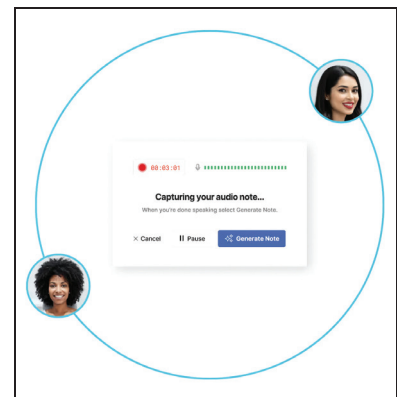 00:03:01
Capturing your audio note...
When you're done speaking select Generate Note.
× Cancel
Pause
Generate Note